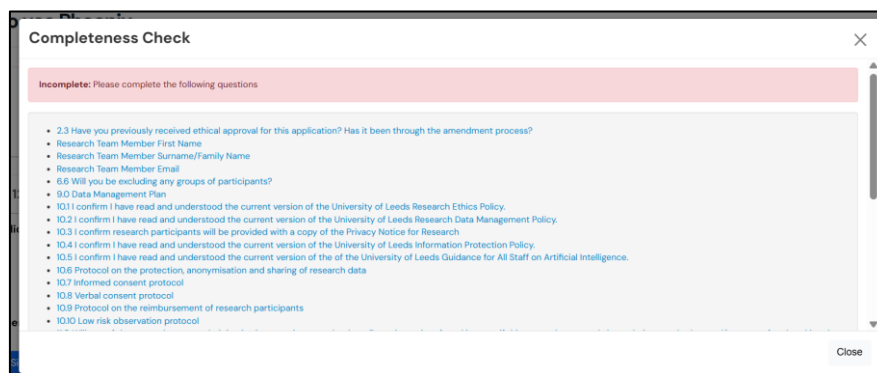 Completeness Check
Incomplete: Please complete the following questions
2.3 Have you previously received ethical approval for this application? Has it been through the amendment process?
Research Team Member First Name
Research Team Member Surname/Family Name
Research Team Member Email
6.6 Will you be excluding any groups of participants?
9.0 Data Management Plan
10.1 I confirm I have read and understood the current version of the University of Leeds Research Ethics Policy.
10.2 I confirm I have read and understood the current version of the University of Leeds Research Data Management Policy.
10.3 I confirm research participants will be provided with a copy of the Privacy Notice for Research
10.4 I confirm I have read and understood the current version of the University of Leeds Information Protection Policy.
10.5 I confirm I have read and understood the current version of the of the University of Leeds Guidance for All Staff on Artificial Intelligence.
10.6 Protocol on the protection, anonymisation and sharing of research data
10.7 Informed consent protocol
10.8 Verbal consent protocol
10.9 Protocol on the reimbursement of research participants
10.10 Low risk observation protocol
Close